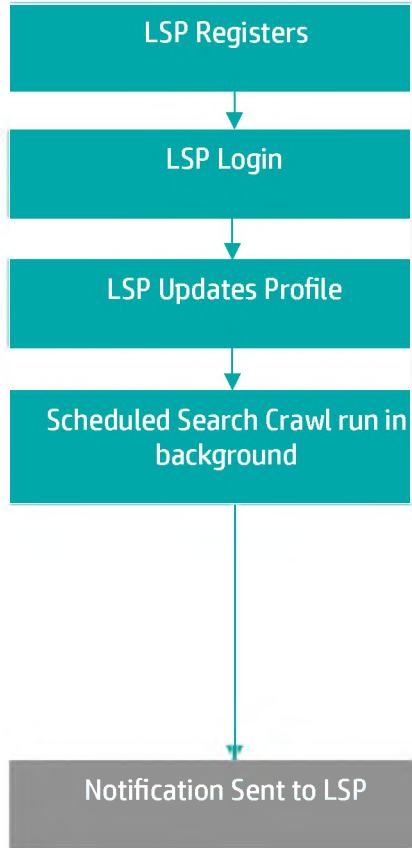 LSP Registers
LSP Login
LSP Updates Profile
Scheduled Search Crawl run in
background
Notification Sent to LSP